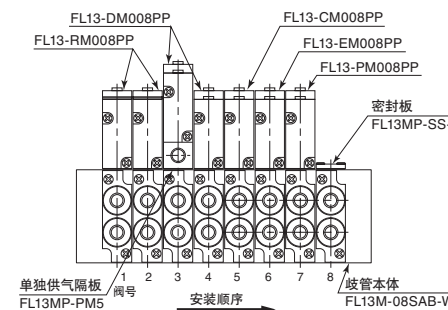 FL13-DM008PP
FL13-CM008PP
FL13-RM008PP
FL13-EM008PP
FL13-PM008PP
密封板
FL13MP-SS-
1 2 3 4 5 6 7 8
单独供气隔板
FL13MP-PM5
阀号
安装顺序
歧管本体
FL13M-08SAB-W